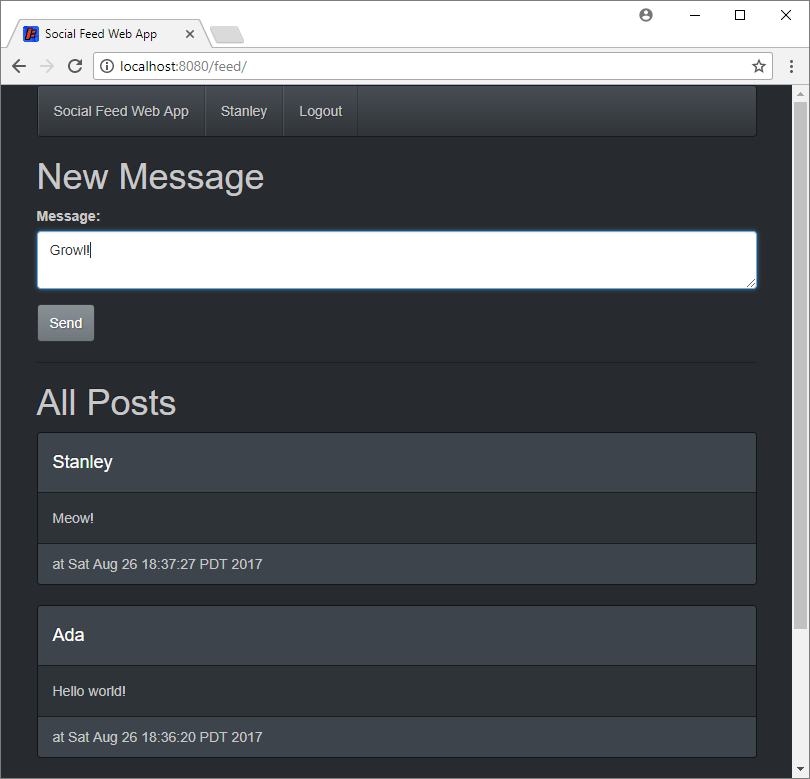 Social Feed Web App
localhost:8080/feed/
Social Feed Web App Stanley Logout
New Message
Message:
Growl!
Send
All Posts
Stanley
Meow!
at Sat Aug 26 18:37:27 PDT 2017
Ada
Hello world!
at Sat Aug 26 18:36:20 PDT 2017